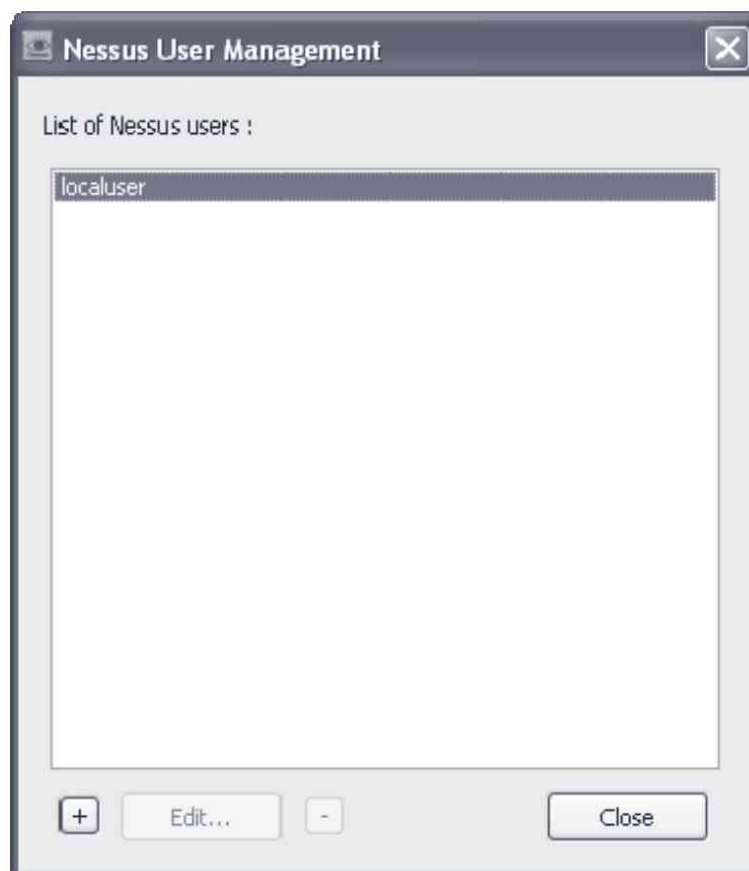 Nessus User Management
List of Nessus users :
localuser
+ Edit... - Close